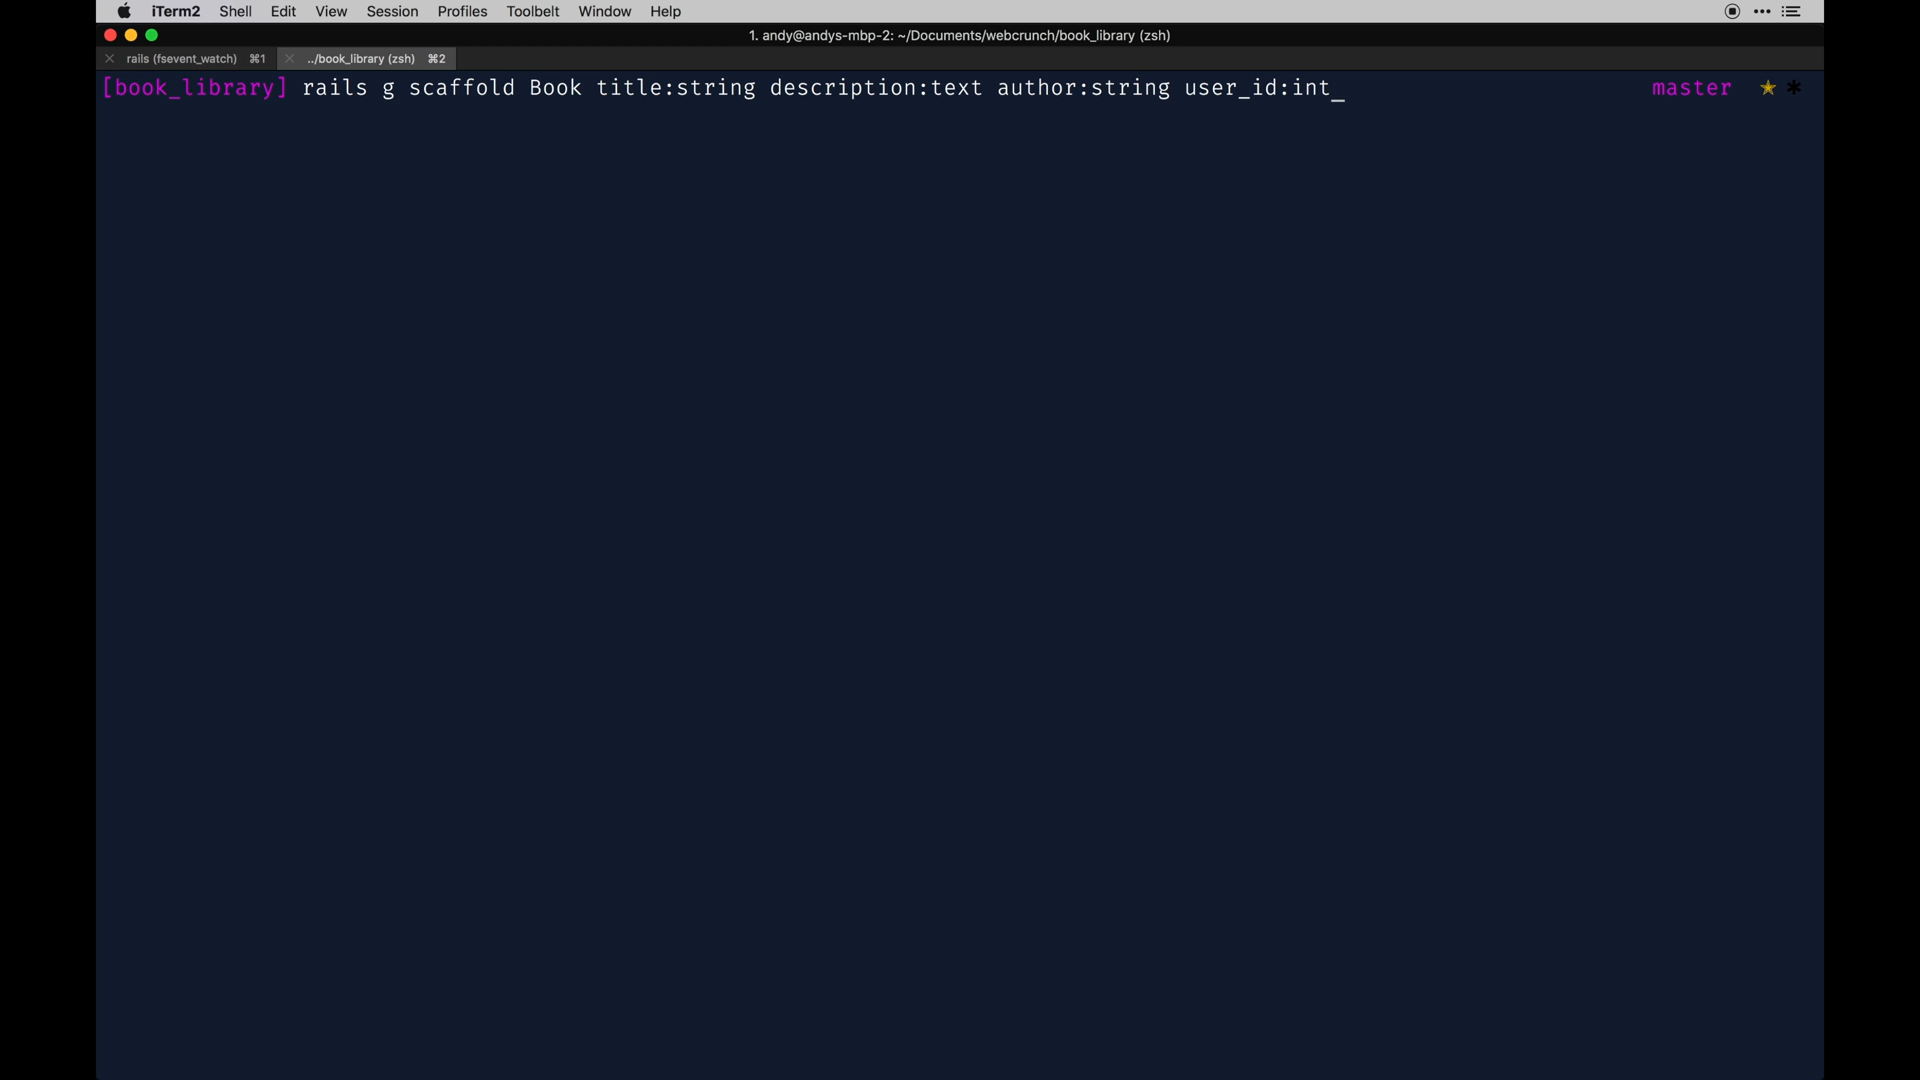 iTerm2 Shell Edit View Session Profiles Toolbelt Window Help
1. andy@andys-mbp-2: ~/Documents/webcrunch/book_library (zsh)
rails (fsevent_watch) ⌘1 ../book_library (zsh) ⌘2
[book_library] rails g scaffold Book title:string description:text author:string user_id:int_ master ★ *